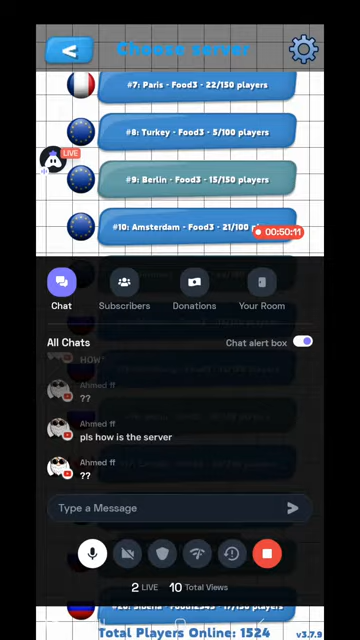 Choose server
#7: Paris - Food3 - 22/150 players
#8: Turkey - Food3 - 5/100 players
LIVE
#9: Berlin - Food3 - 15/150 players
#10: Amsterdam - Food3 - 21/100
00:50:11
Chat
Subscribers
Donations
Your Room
All Chats
Chat alert box
HOW'
Ahmed ff
??
Ahmed ff
pls how is the server
Ahmed ff
??
Type a Message
2 LIVE
10 Total Views
Total Players Online: 1524
v3.7.9